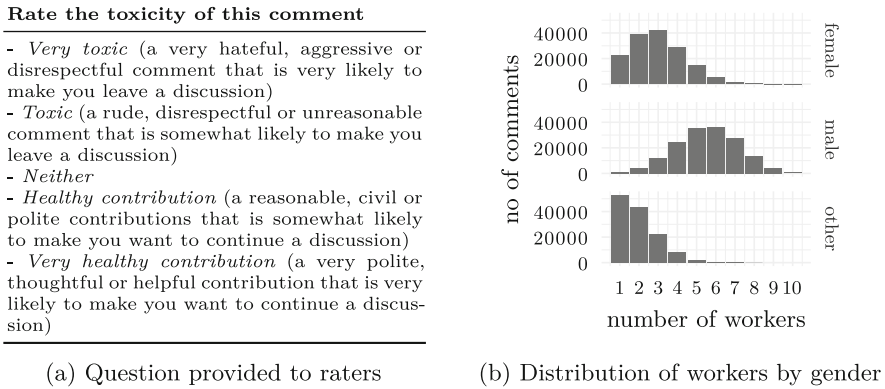 Rate the toxicity of this comment
- Very toxic (a very hateful, aggressive or
disrespectful comment that is very likely to
make you leave a discussion)
- Toxic (a rude, disrespectful or unreasonable
comment that is somewhat likely to make you
leave a discussion)
- Neither
- Healthy contribution (a reasonable, civil or
polite contributions that is somewhat likely
to make you want to continue a discussion)
- Very healthy contribution (a very polite,
thoughtful or helpful contribution that is very
likely to make you want to continue a discus-
sion)
(a) Question provided to raters
no of comments
40000
20000
0
female
40000
20000
0
male
40000
20000
0
other
1 2 3 4 5 6 7 8 9 10
number of workers
(b) Distribution of workers by gender